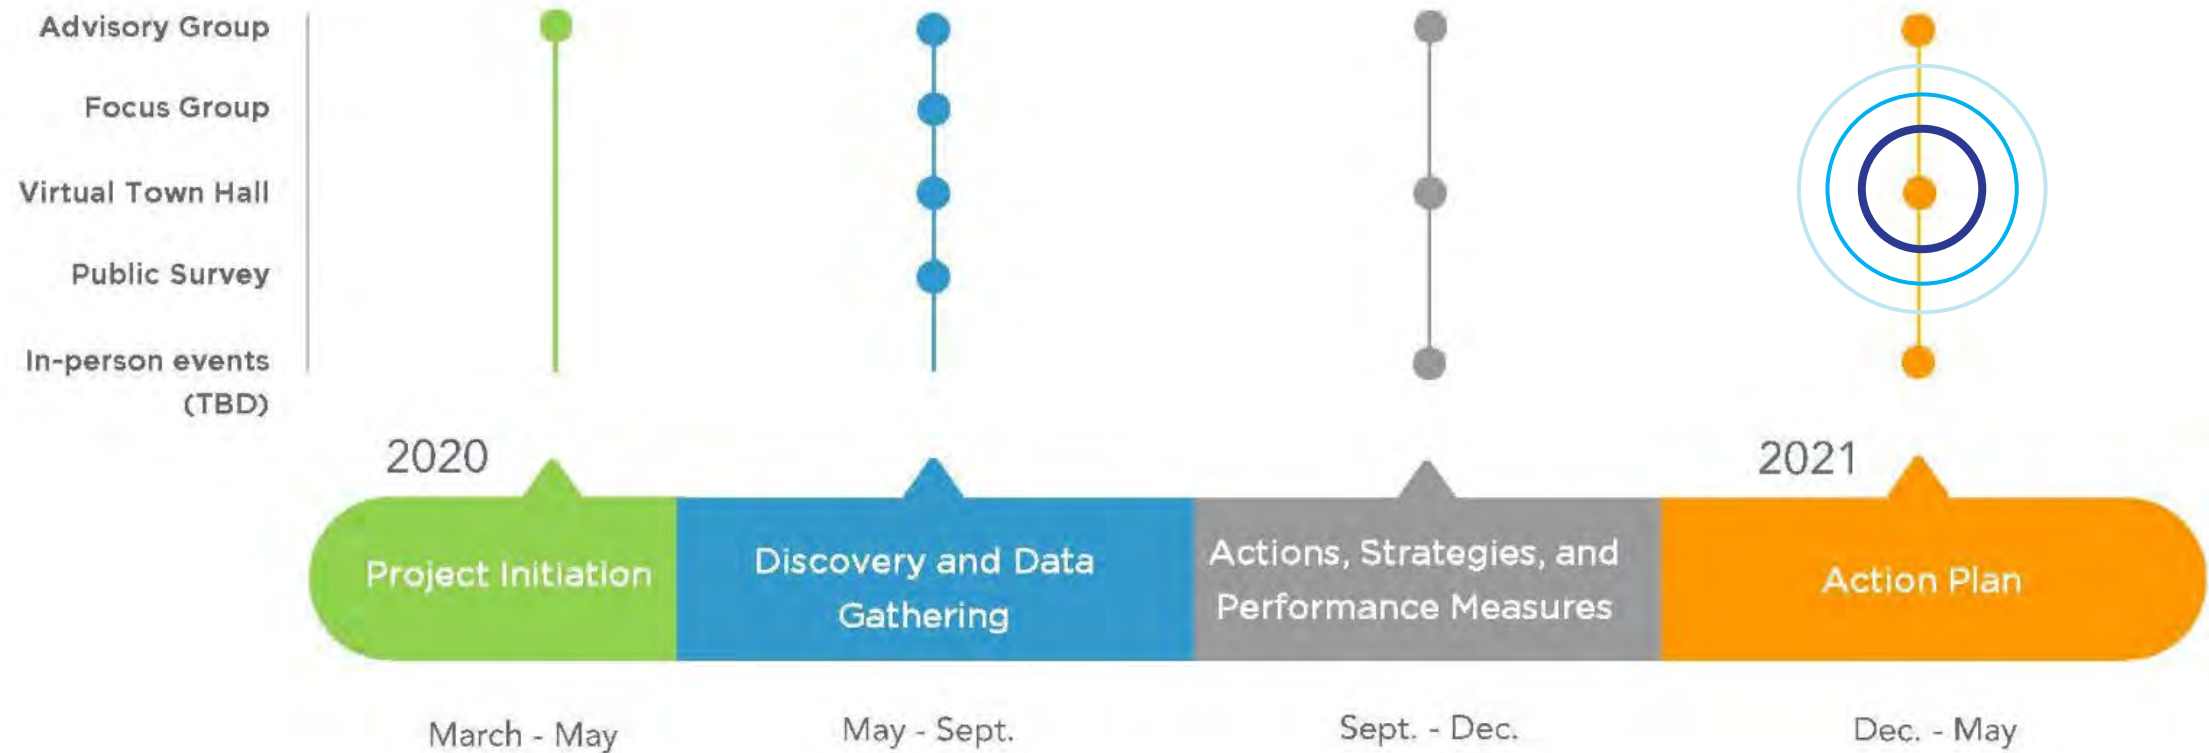 Advisory Group
Focus Group
Virtual Town Hall
Public Survey
In-person events
(TBD)
2020
2021
Project Initiation
Discovery and Data
Gathering
Actions, Strategies, and
Performance Measures
Action Plan
March - May
May - Sept.
Sept. - Dec.
Dec. - May